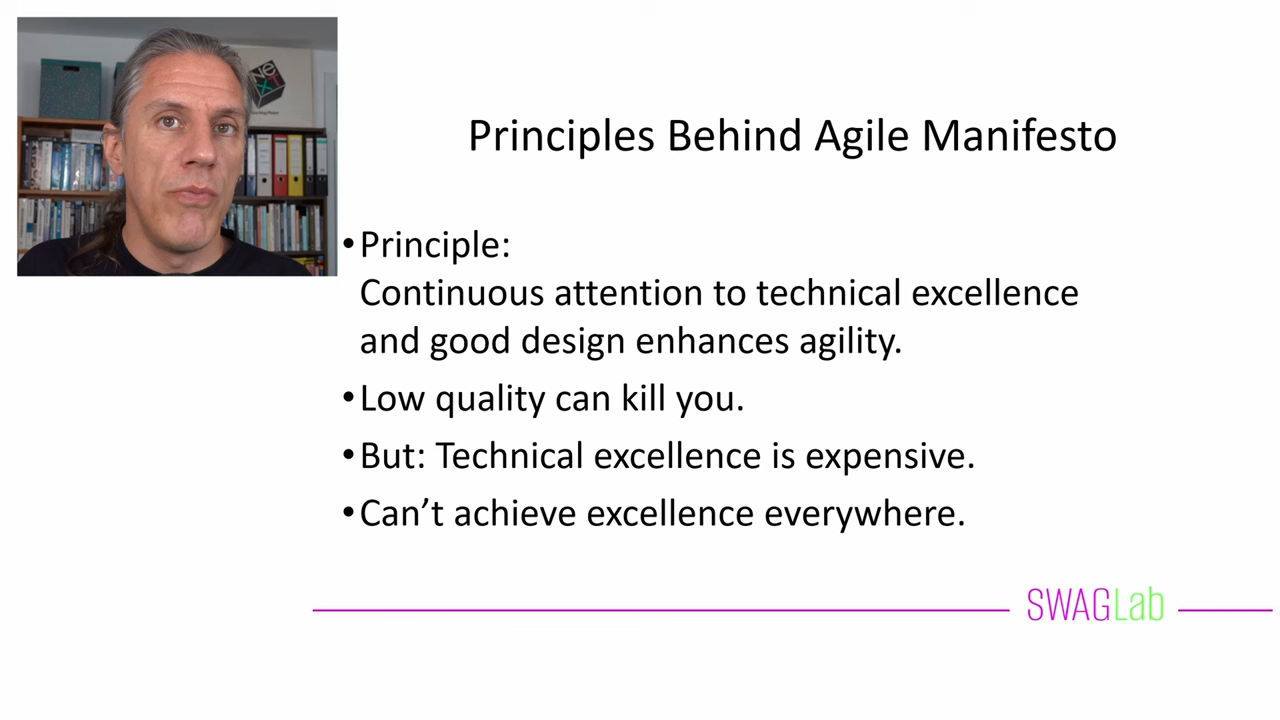 Principles Behind Agile Manifesto
•Principle:
Continuous attention to technical excellence
and good design enhances agility.
•Low quality can kill you.
•But: Technical excellence is expensive.
•Can’t achieve excellence everywhere.
SWAGLab